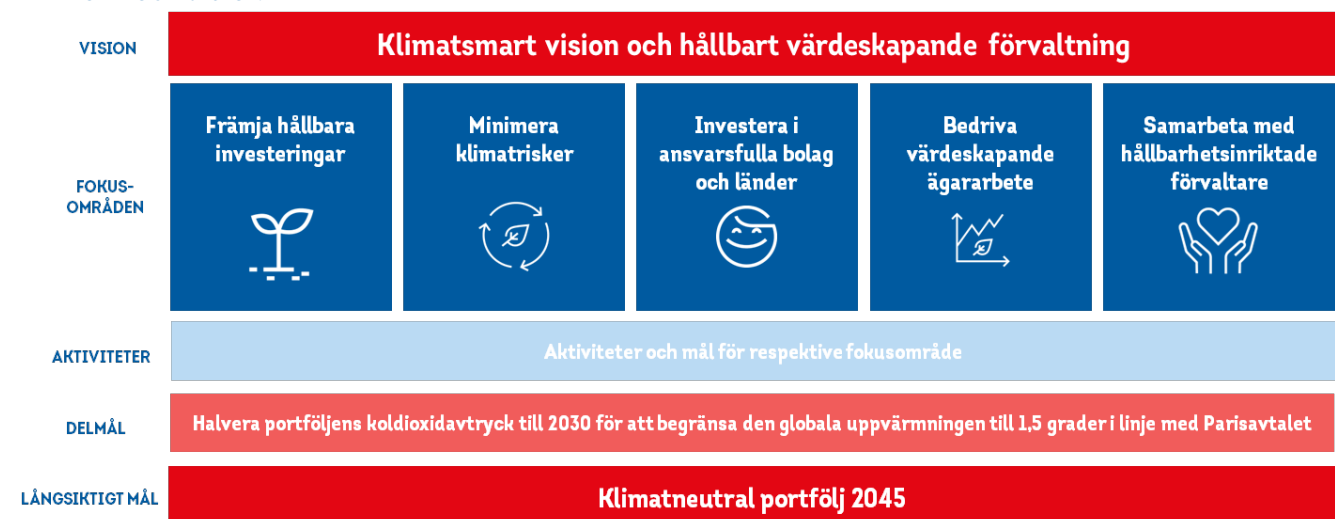 VISION
Klimatsmart vision och hållbart värdeskapande förvaltning
FOKUS-
OMRÅDEN
Främja hållbara
investeringar
Minimera
klimatrisker
Investera i
ansvarsfulla bolag
och länder
Bedriva
värdeskapande
ägararbete
Samarbeta med
hållbarhetsinriktade
förvaltare
AKTIVITETER
Aktiviteter och mål för respektive fokusområde
DELMÅL
Halvera portföljens koldioxidavtryck till 2030 för att begränsa den globala uppvärmningen till 1,5 grader i linje med Parisavtalet
LÅNGSIKTIGT MÅL
Klimatneutral portfölj 2045